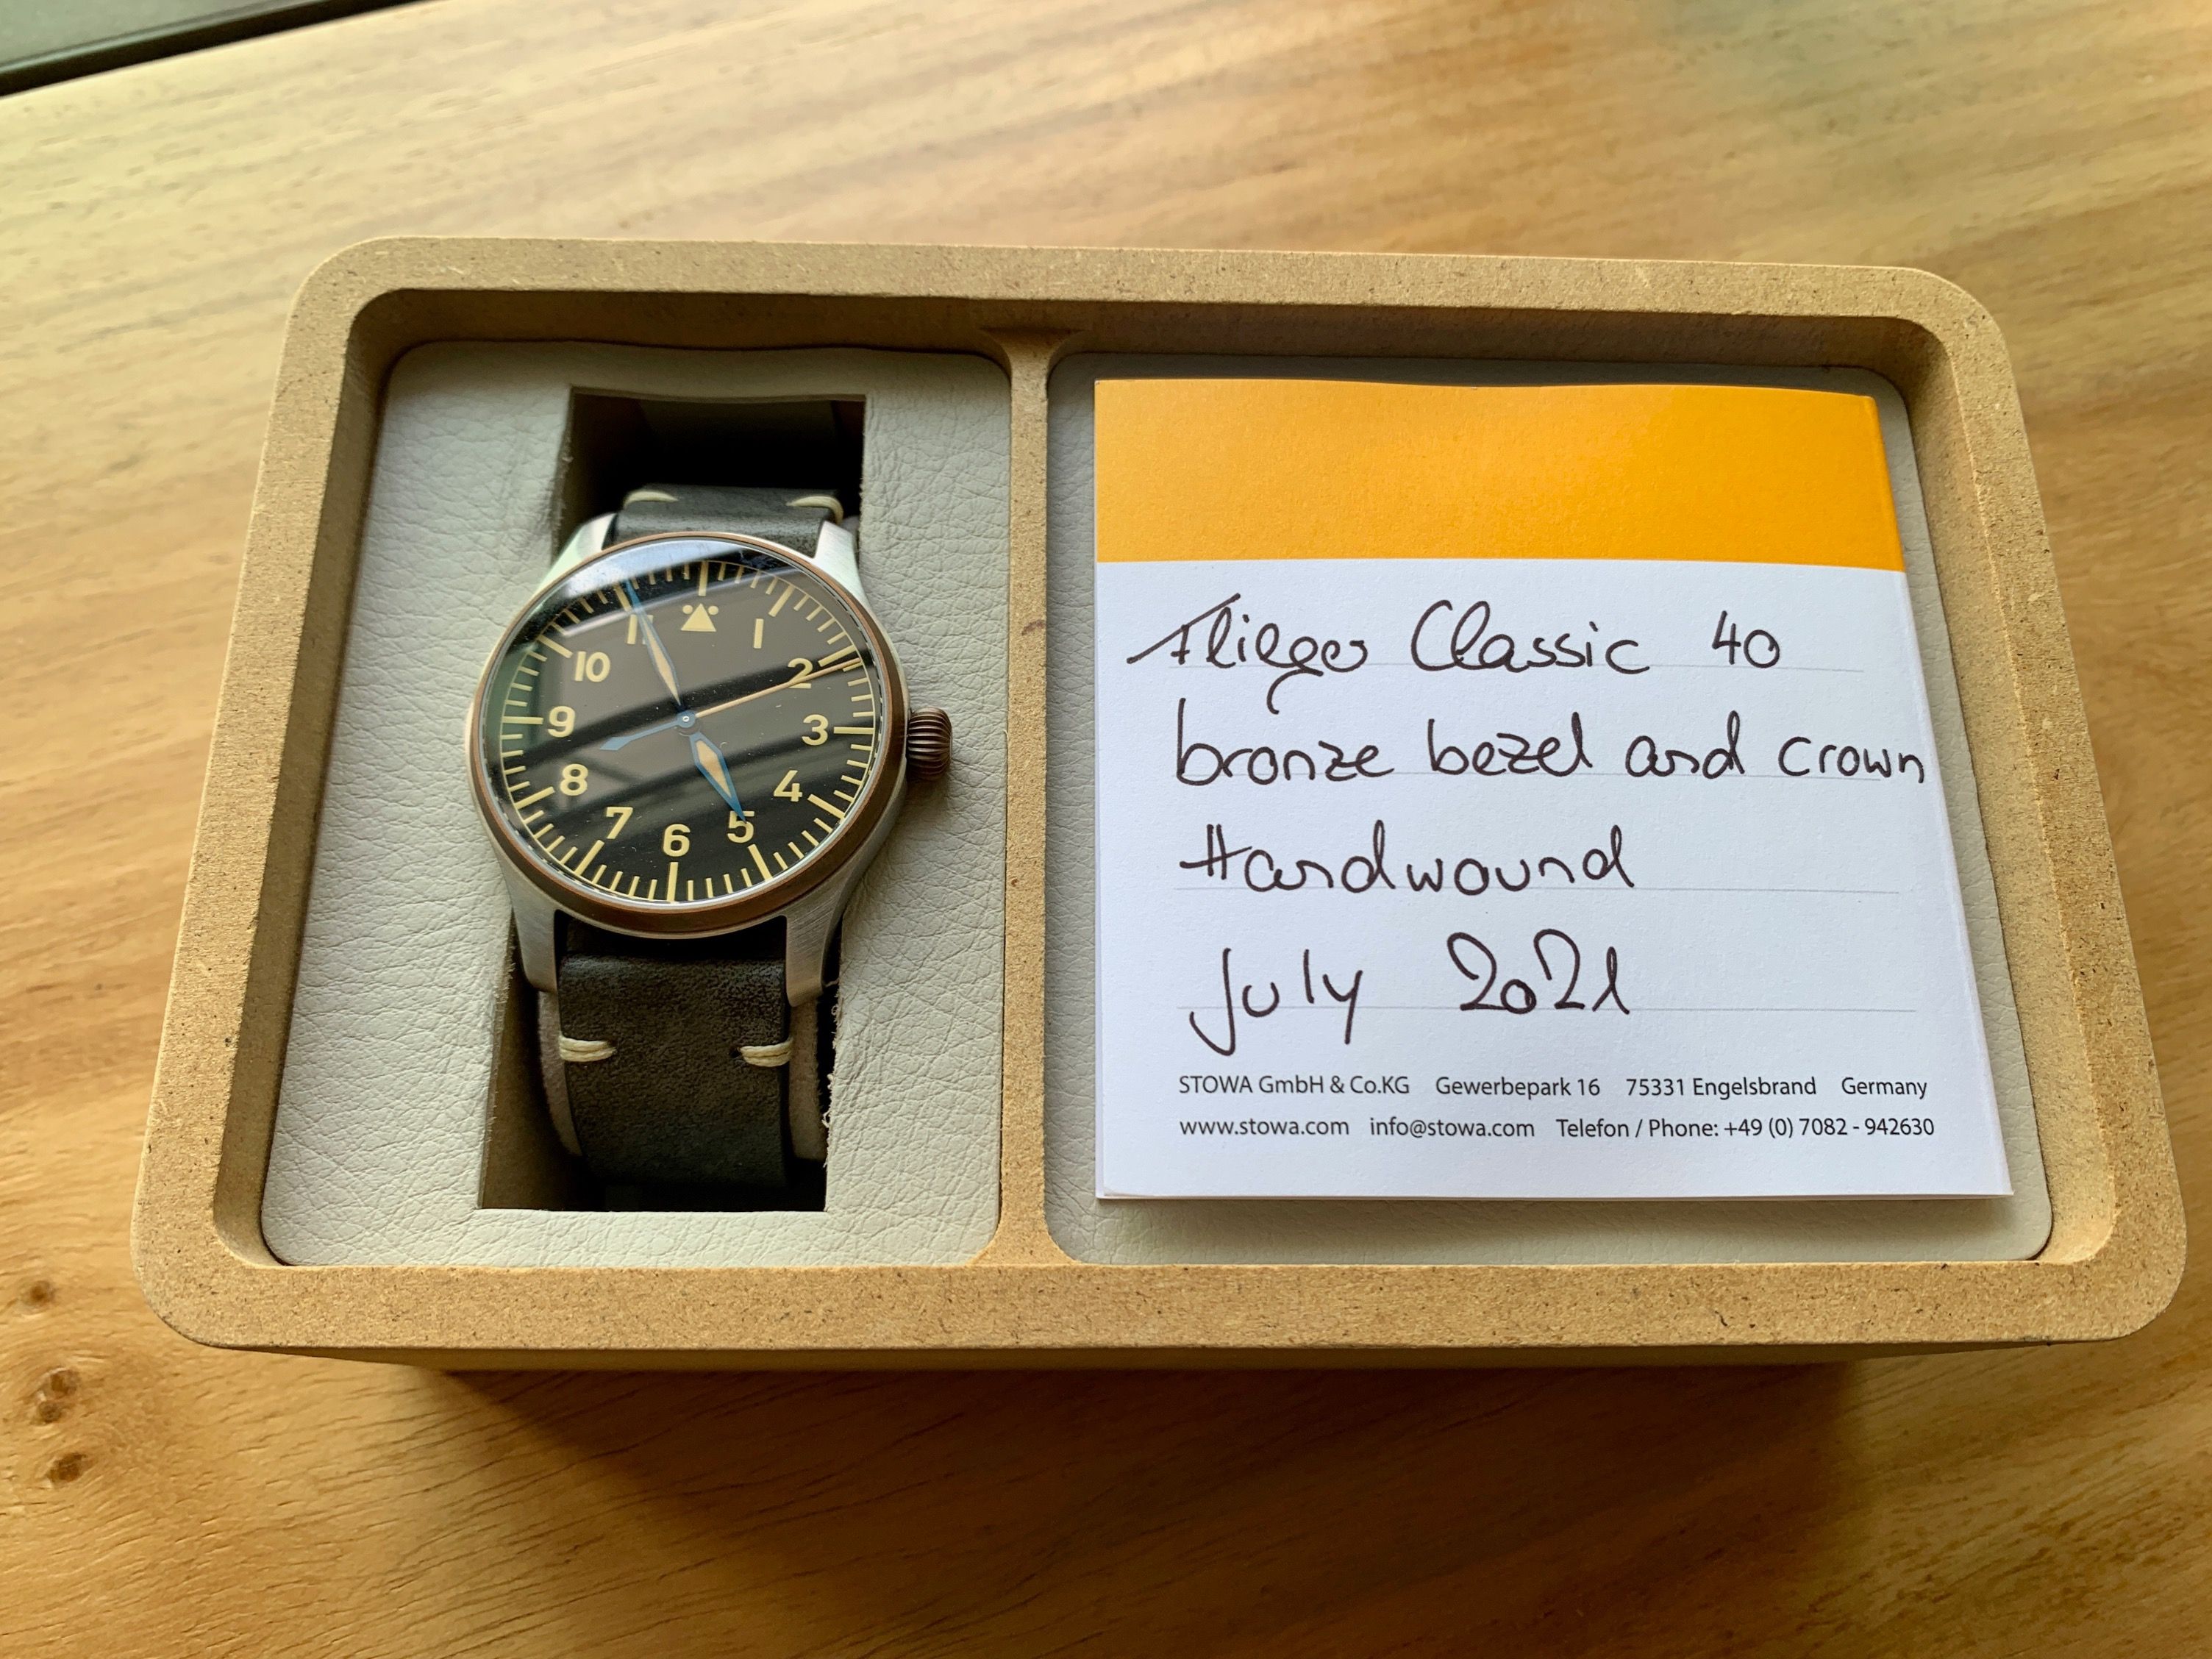 11
1
10
2
9
3
8
4
7
5
6
Flieger Classic 40
bronze bezel and crown
Handwound
July 2021
STOWA GmbH & Co.KG Gewerbepark 16 75331 Engelsbrand Germany
www.stowa.com info@stowa.com Telefon / Phone: +49 (0) 7082 - 942630